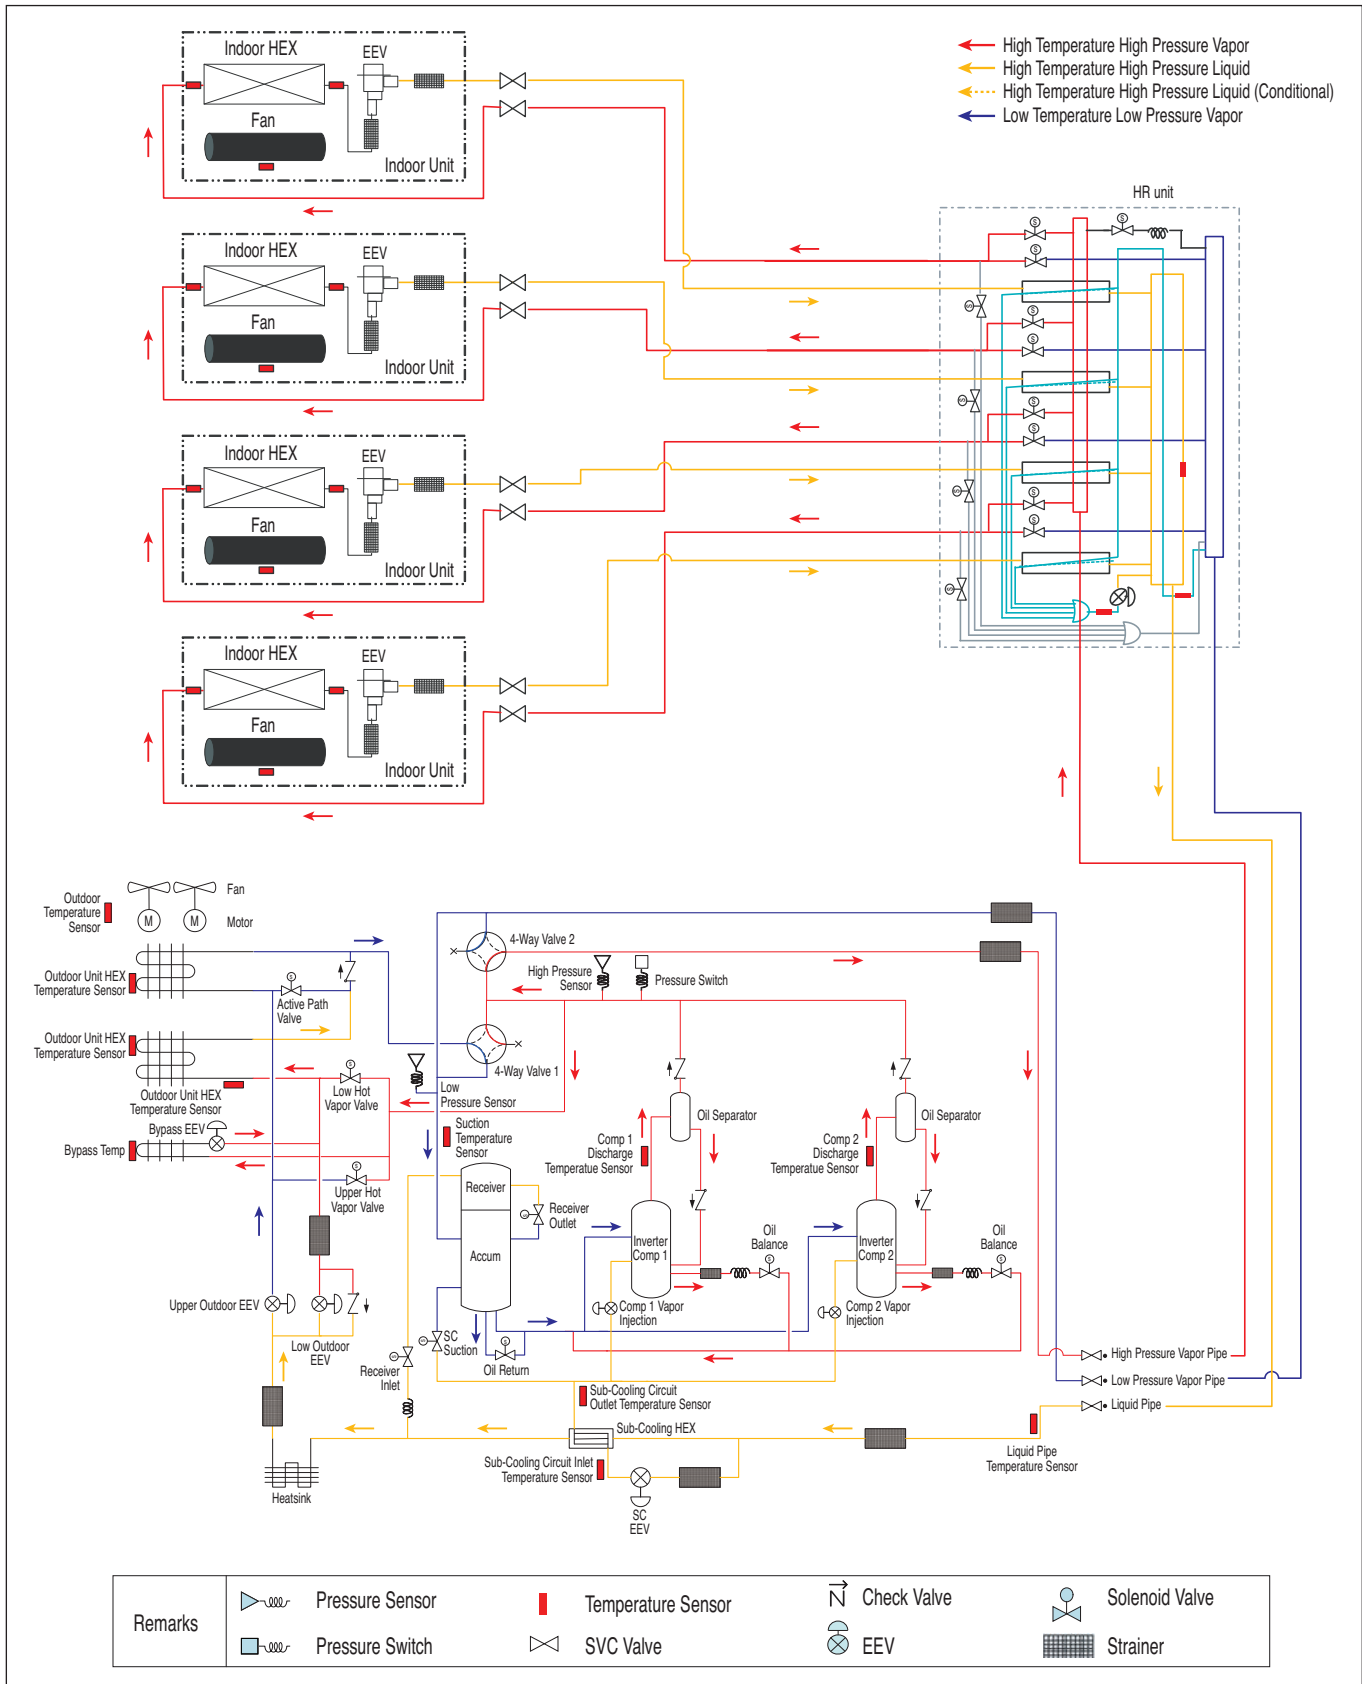 High Temperature High Pressure Vapor
High Temperature High Pressure Liquid
High Temperature High Pressure Liquid (Conditional)
Low Temperature Low Pressure Vapor
Indoor HEX
EEV
Fan
Indoor Unit
Indoor HEX
EEV
Fan
Indoor Unit
Indoor HEX
EEV
Fan
Indoor Unit
Indoor HEX
EEV
Fan
Indoor Unit
HR unit
S
S
S
S
S
S
S
S
S
S
S
S
S
Outdoor
Temperature
Sensor
Fan
M
M
Motor
Outdoor Unit HEX
Temperature Sensor
S
Active Path
Valve
Outdoor Unit HEX
Temperature Sensor
Outdoor Unit HEX
Temperature Sensor
S
Low Hot
Vapor Valve
Bypass EEV
Bypass Temp
S
Upper Hot
Vapor Valve
4-Way Valve 2
High Pressure
Sensor
Pressure Switch
4-Way Valve 1
Low
Pressure Sensor
Suction
Temperature
Sensor
Oil Separator
Oil Separator
Comp 1
Discharge
Temperatue Sensor
Comp 2
Discharge
Temperatue Sensor
Receiver
S
Receiver
Outlet
Accum
Inverter
Comp 1
Oil
Balance
S
Inverter
Comp 2
Oil
Balance
S
Upper Outdoor EEV
Low Outdoor
EEV
S
Receiver
Inlet
S
SC
Suction
S
Oil Return
Comp 1 Vapor
Injection
Comp 2 Vapor
Injection
High Pressure Vapor Pipe
Low Pressure Vapor Pipe
Liquid Pipe
Sub-Cooling Circuit
Outlet Temperature Sensor
Sub-Cooling HEX
Sub-Cooling Circuit Inlet
Temperature Sensor
SC
EEV
Liquid Pipe
Temperature Sensor
Heatsink
Remarks
Pressure Sensor
Temperature Sensor
Check Valve
Solenoid Valve
Pressure Switch
SVC Valve
EEV
Strainer